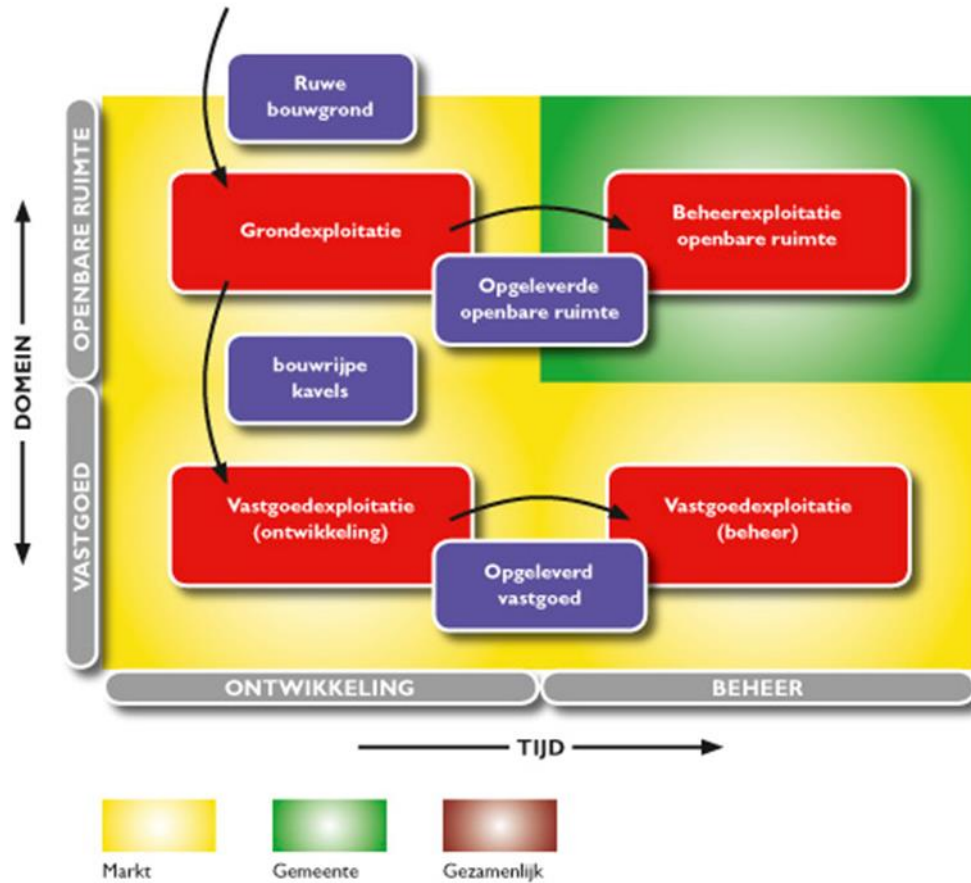 Ruwe
bouwgrond
OPENBARE RUIMTE
Grondexploitatie
Beheerexploitatie
openbare ruimte
Opgeleverde
openbare ruimte
DOMEIN
bouwrijpe
kavels
VASTGOED
Vastgoedexploitatie
(ontwikkeling)
Vastgoedexploitatie
(beheer)
Opgeleverd
vastgoed
ONTWIKKELING
BEHEER
TIJD
Markt
Gemeente
Gezamenlijk